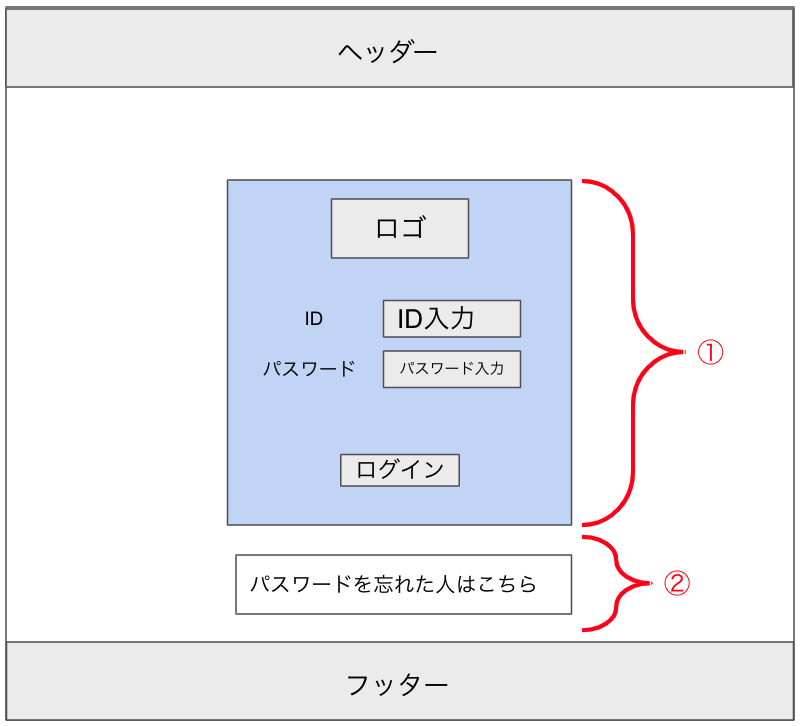 ヘッダー
ロゴ
ID
ID入力
パスワード
パスワード入力
①
ログイン
パスワードを忘れた人はこちら
②
フッター